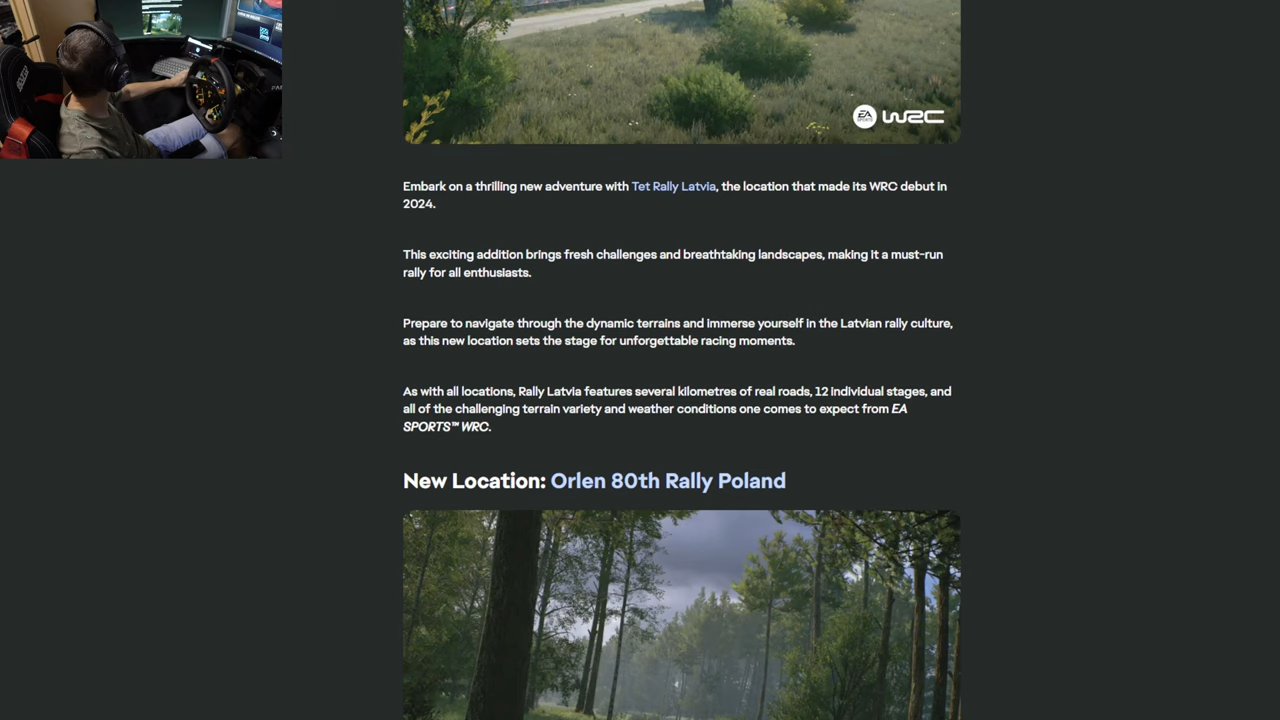 EA SPORTS WRC
Embark on a thrilling new adventure with Tet Rally Latvia, the location that made its WRC debut in
2024.
This exciting addition brings fresh challenges and breathtaking landscapes, making it a must-run
rally for all enthusiasts.
Prepare to navigate through the dynamic terrains and immerse yourself in the Latvian rally culture,
as this new location sets the stage for unforgettable racing moments.
As with all locations, Rally Latvia features several kilometres of real roads, 12 individual stages, and
all of the challenging terrain variety and weather conditions one comes to expect from EA
SPORTS™ WRC.
New Location: Orlen 80th Rally Poland